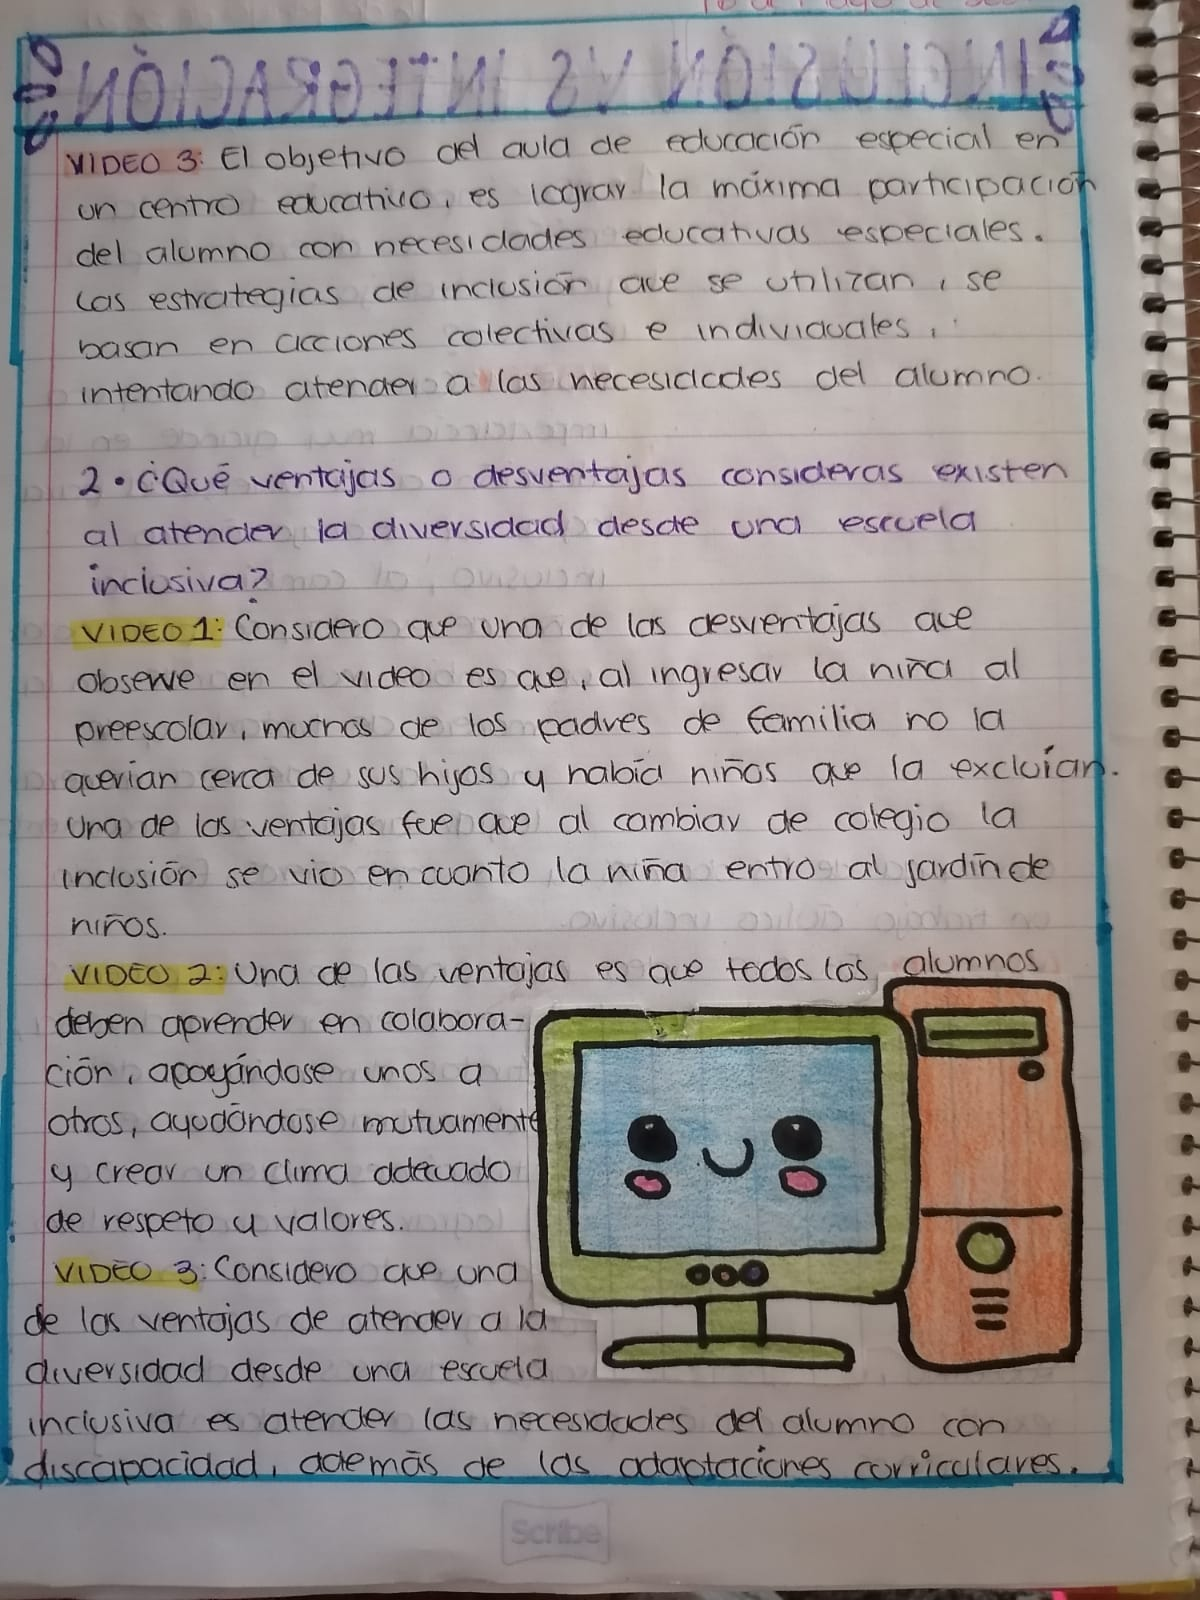 INCLUSIÓN VS INTEGRACIÓN
VIDEO 3: El objetivo del aula de educación especial en
un centro educativo, es lograr la máxima participación
del alumno con necesidades educativas especiales.
Las estrategias de inclusión que se utilizan, se
basan en acciones colectivas e individuales,
intentando atender a las necesidades del alumno.
2. ¿Qué ventajas o desventajas consideras existen
al atender la diversidad desde una escuela
inclusiva?
VIDEO 1: Considero que una de las desventajas que
observe en el video es que, al ingresar la niña al
preescolar, muchos de los padres de familia no la
querian cerca de sus hijos y había niños que la excluían.
Una de las ventajas fue que al cambiar de colegio la
inclusión se vio en cuanto la niña entro al jardín de
niños.
VIDEO 2: Una de las ventajas es que todos los alumnos
deben aprender en colabora-
ción, apoyándose unos a
otros, ayudándose mutuamente
y crear un clima adecuado
de respeto y valores.
VIDEO 3: Considero que una
de las ventajas de atender a la
diversidad desde una escuela
inclusiva es atender las necesidades del alumno con
discapacidad, además de las adaptaciones curriculares.
Scribe